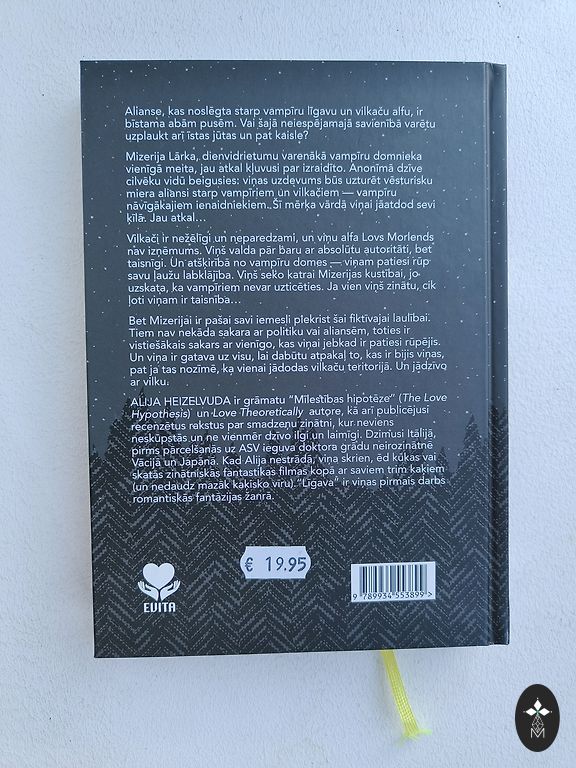 Alianse, kas noslēgta starp vampīru līgavu un vilkaču alfu, ir
bīstama abām pusēm. Vai šajā neiespējamajā savienībā varētu
uzplaukt arī īstas jūtas un pat kaisle?
Mizerija Lārka, dienvidrietumu varenākā vampīru domnieka
vienīgā meita, jau atkal kļuvusi par izraidīto. Anonīmā dzīve
cilvēku vidū beigusies: viņas uzdevums būs uzturēt vēsturisku
miera aliansi starp vampīriem un vilkačiem — vampīru
nāvīgākajiem ienaidniekiem. Šī mērķa vārdā viņai jāatdod sevi
ķīlā. Jau atkal...
Vilkači ir nežēlīgi un neparedzami, un viņu alfa Lovs Morlends
nav izņēmums. Viņš valda pār baru ar absolūtu autoritāti, bet
taisnīgi. Un atšķirībā no vampīru domes — viņam patiesi rūp
savu ļaužu labklājība. Viņš seko katrai Mizerijas kustībai, jo
uzskata, ka vampīriem nevar uzticēties. Ja vien viņš zinātu, cik
ļoti viņam ir taisnība...
Bet Mizerijai ir pašai savi iemesli piekrist šai fiktīvajai laulībai.
Tiem nav nekāda sakara ar politiku vai aliansēm, toties ir
vistiešākais sakars ar vienīgo, kas viņai jebkad ir patiesi rūpējis.
Un viņa ir gatava uz visu, lai dabūtu atpakaļ to, kas ir bijis viņas,
pat ja tas nozīmē, ka vienai jādodas vilkaču teritorijā. Un jādzīvo
ar vilku.
ALIJA HEIZELVUDA ir grāmatu “Mīlestības hipotēze” (The Love
Hypothesis) un Love Theoretically autore, kā arī publicējusi
recenzētus rakstus par smadzeņu zinātni, kur neviens
neskūpstās un ne vienmēr dzīvo ilgi un laimīgi. Dzimusi Itālijā,
pirms pārcelšanās uz ASV ieguva doktora grādu neirozinātnē
Vācijā un Japānā. Kad Alija nestrādā, viņa skrien, ēd kūkas vai
skatās zinātniskās fantastikas filmas kopā ar saviem trim kaķiem
(un nedaudz mazāk kaķisko vīru). “Līgava” ir viņas pirmais darbs
romantiskās fantāzijas žanrā.
EVITA
€ 19.95
9 789934 553899 >
M